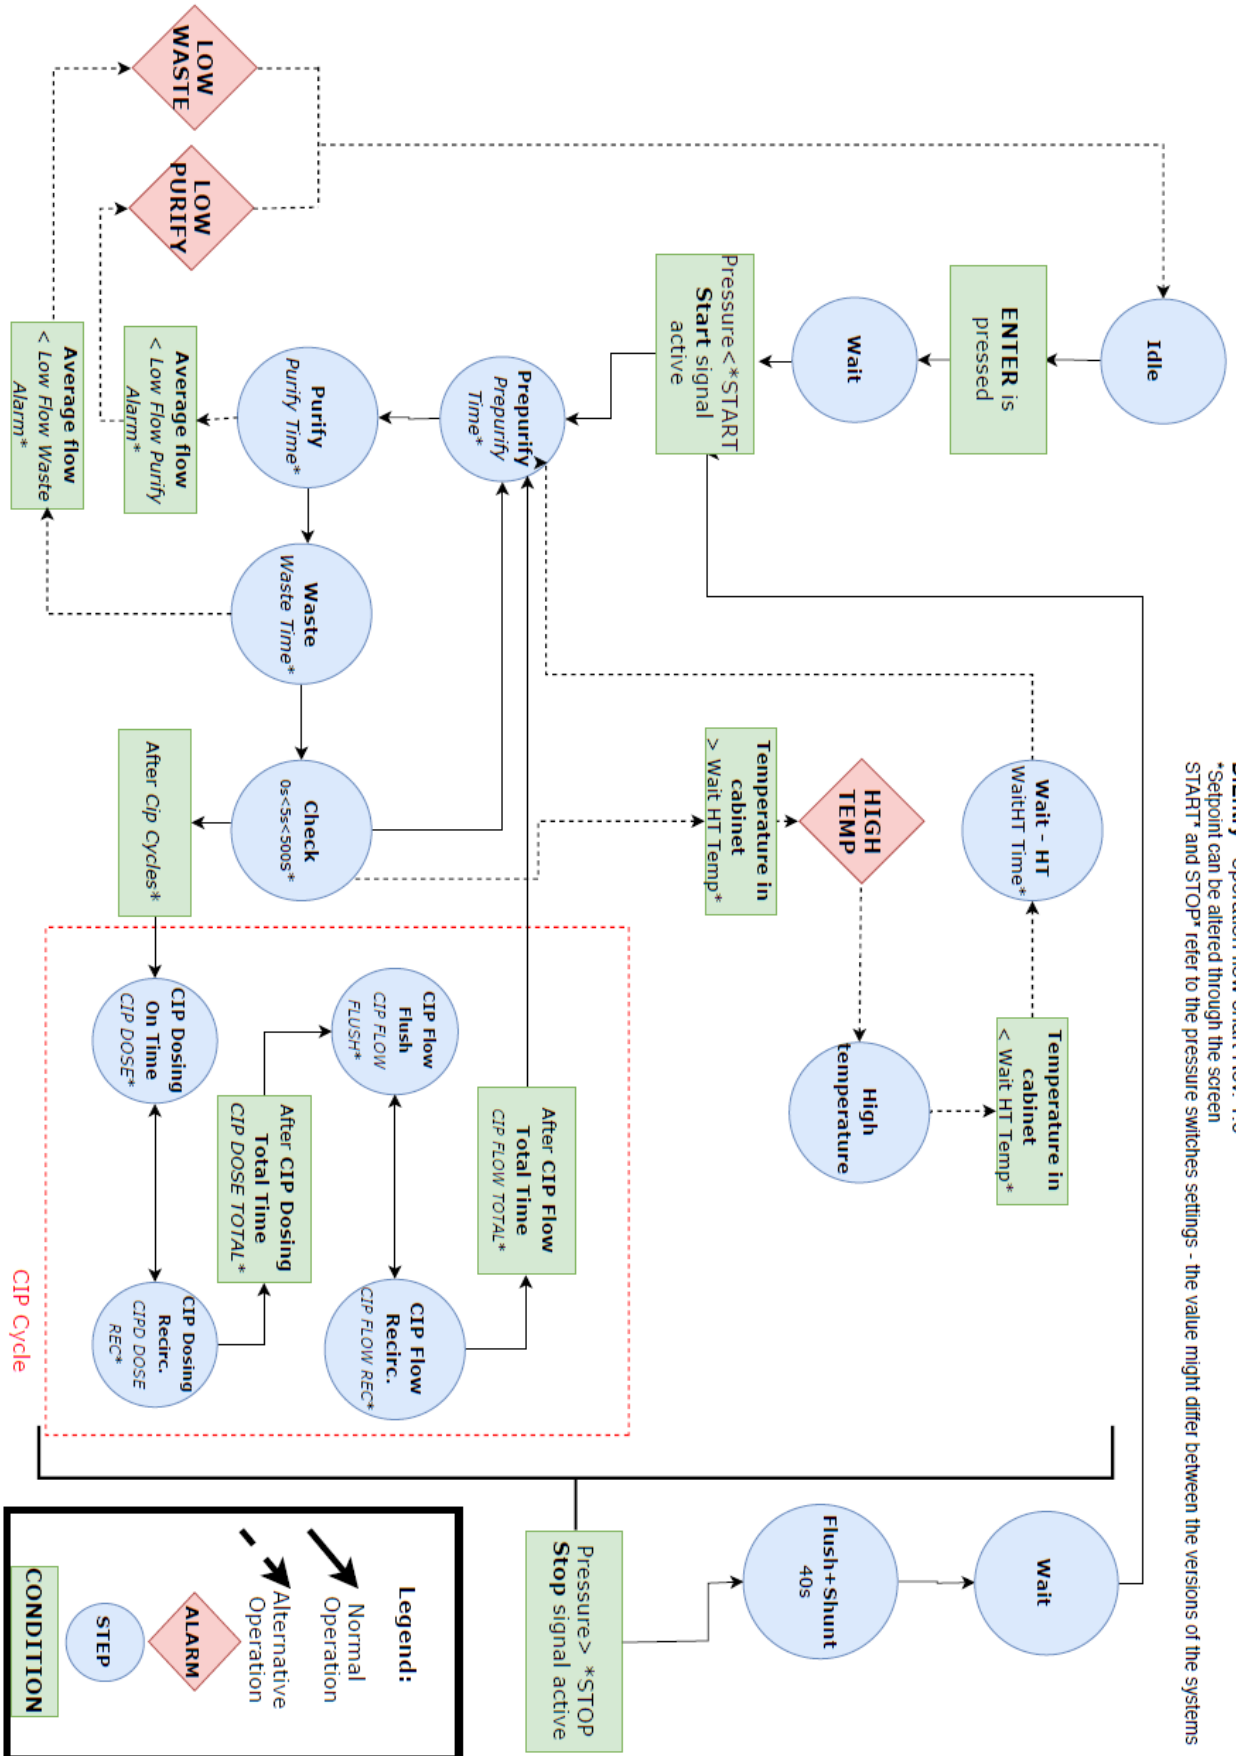 Operation flow chart Rev. 1.0
*Setpoint can be altered through the screen
START* and STOP* refer to the pressure switches settings - the value might differ between the versions of the systems
Idle
ENTER is
pressed
Wait
Pressure<*START
Start signal
active
Prepurify
Prepurify
Time*
Purify
Purify Time*
Average flow
< Low Flow Purify
Alarm*
Average flow
< Low Flow Waste
Alarm*
LOW
WASTE
LOW
PURIFY
Waste
Waste Time*
Check
0s<5s<500s*
After Cip Cycles*
Temperature in
cabinet
> Wait HT Temp*
HIGH
TEMP
High
temperature
Temperature in
cabinet
< Wait HT Temp*
Wait - HT
WaitHT Time*
CIP Dosing
On Time
CIP DOSE*
CIP Dosing
Recirc.
CIPD DOSE
REC*
After CIP Dosing
Total Time
CIP DOSE TOTAL*
CIP Flow
Flush
CIP FLOW
FLUSH*
CIP Flow
Recirc.
CIP FLOW REC*
After CIP Flow
Total Time
CIP FLOW TOTAL*
CIP Cycle
Pressure> *STOP
Stop signal active
Flush+Shunt
40s
Wait
Legend:
Normal
Operation
Alternative
Operation
ALARM
STEP
CONDITION